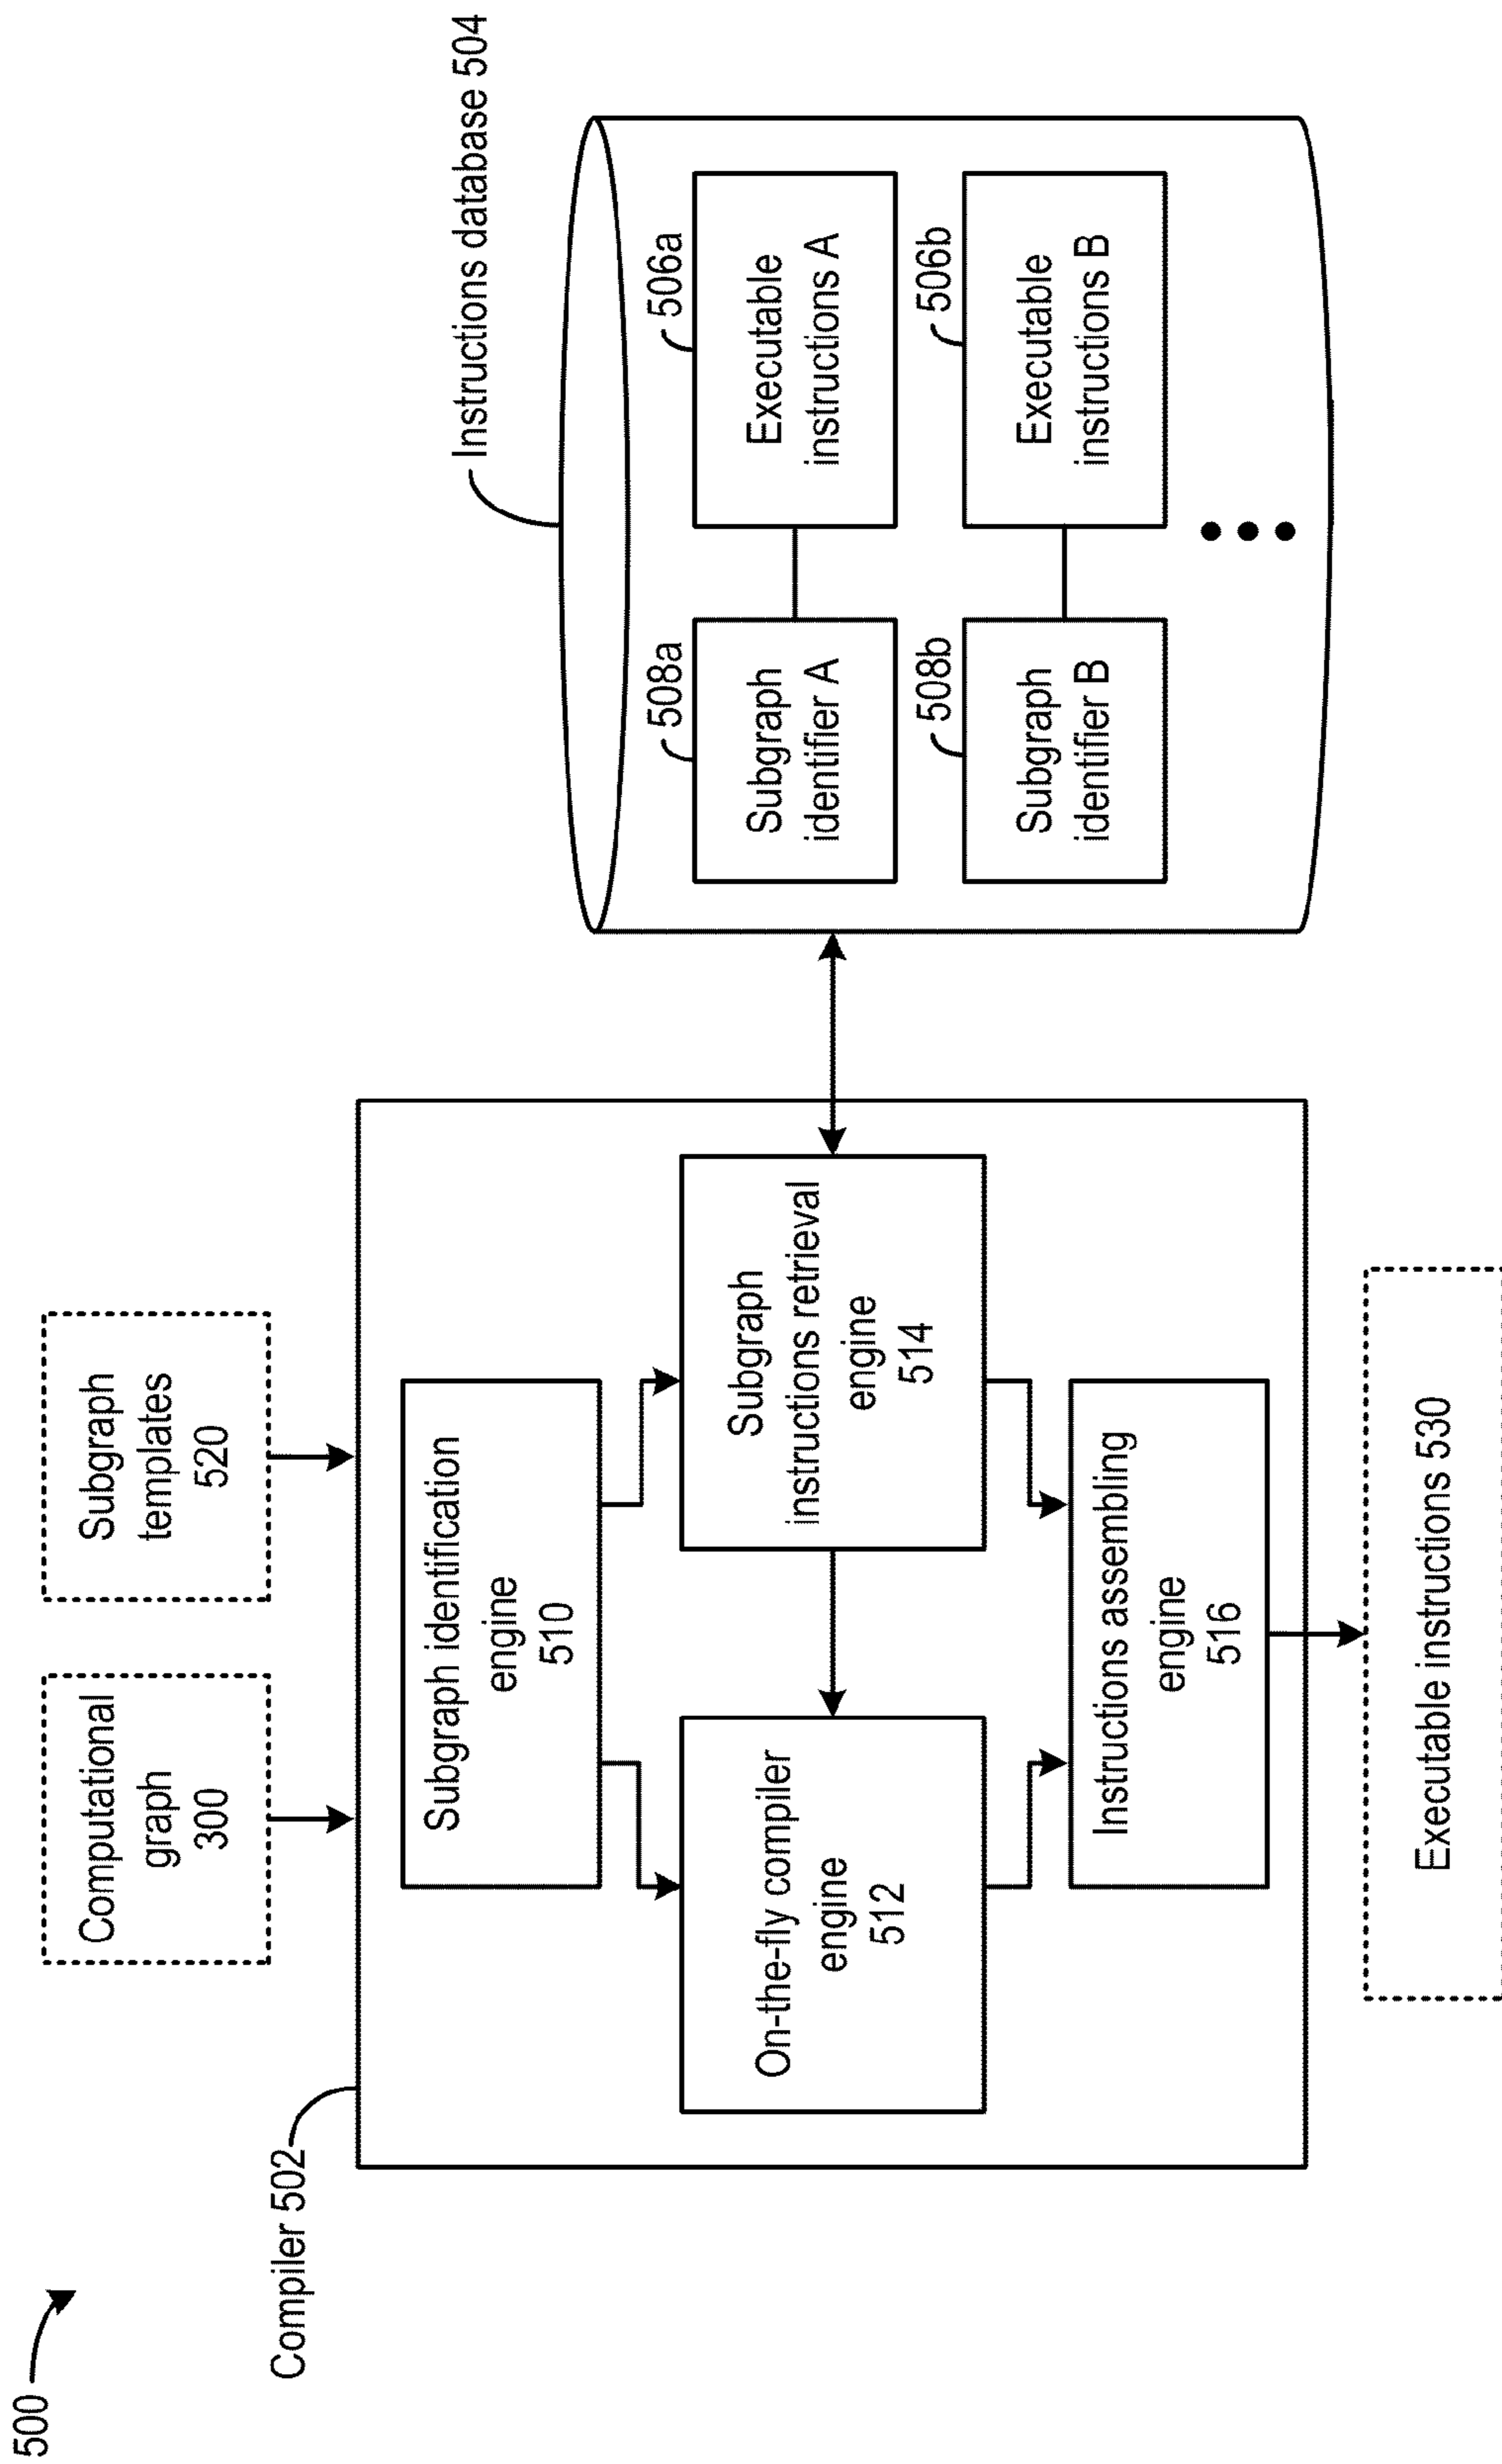 500
Compiler 502
Computational
graph
300
Subgraph
templates
520
Subgraph identification
engine
510
On-the-fly compiler
engine
512
Subgraph
instructions retrieval
engine
514
Instructions assembling
engine
516
Executable instructions 530
Instructions database 504
508a
Subgraph
identifier A
506a
Executable
instructions A
508b
Subgraph
identifier B
506b
Executable
instructions B